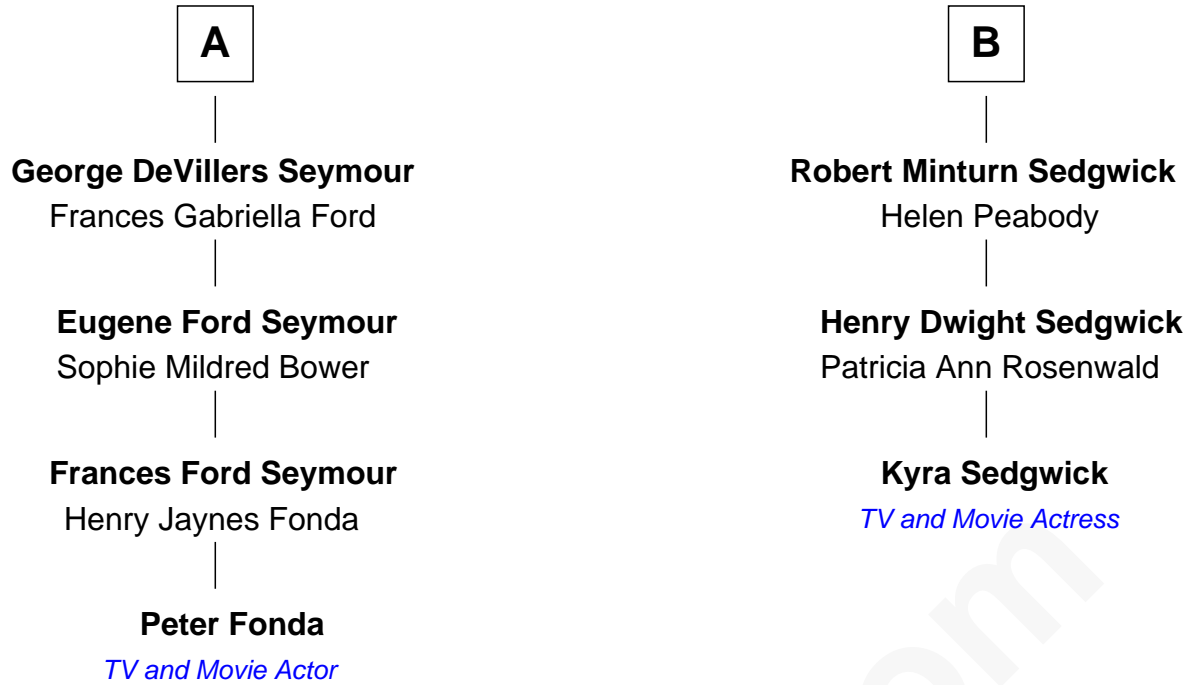 A
George DeVillers Seymour
Frances Gabriella Ford
Eugene Ford Seymour
Sophie Mildred Bower
Frances Ford Seymour
Henry Jaynes Fonda
Peter Fonda
TV and Movie Actor
B
Robert Minturn Sedgwick
Helen Peabody
Henry Dwight Sedgwick
Patricia Ann Rosenwald
Kyra Sedgwick
TV and Movie Actress
om